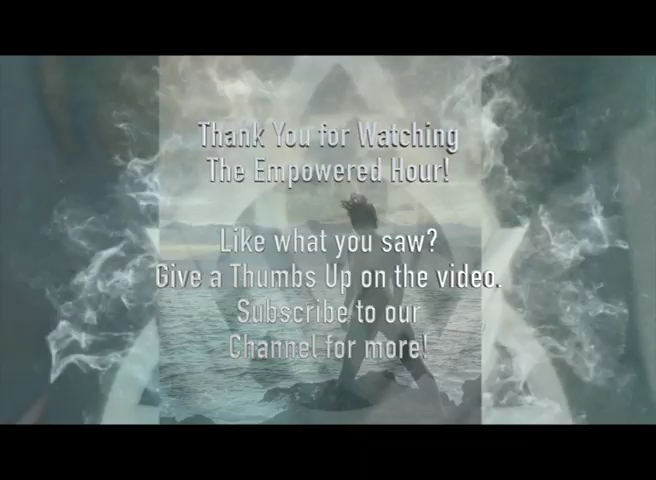 Thank You for Watching
The Empowered Hour!
Like what you saw?
Give a Thumbs Up on the video.
Subscribe to our
Channel for more!